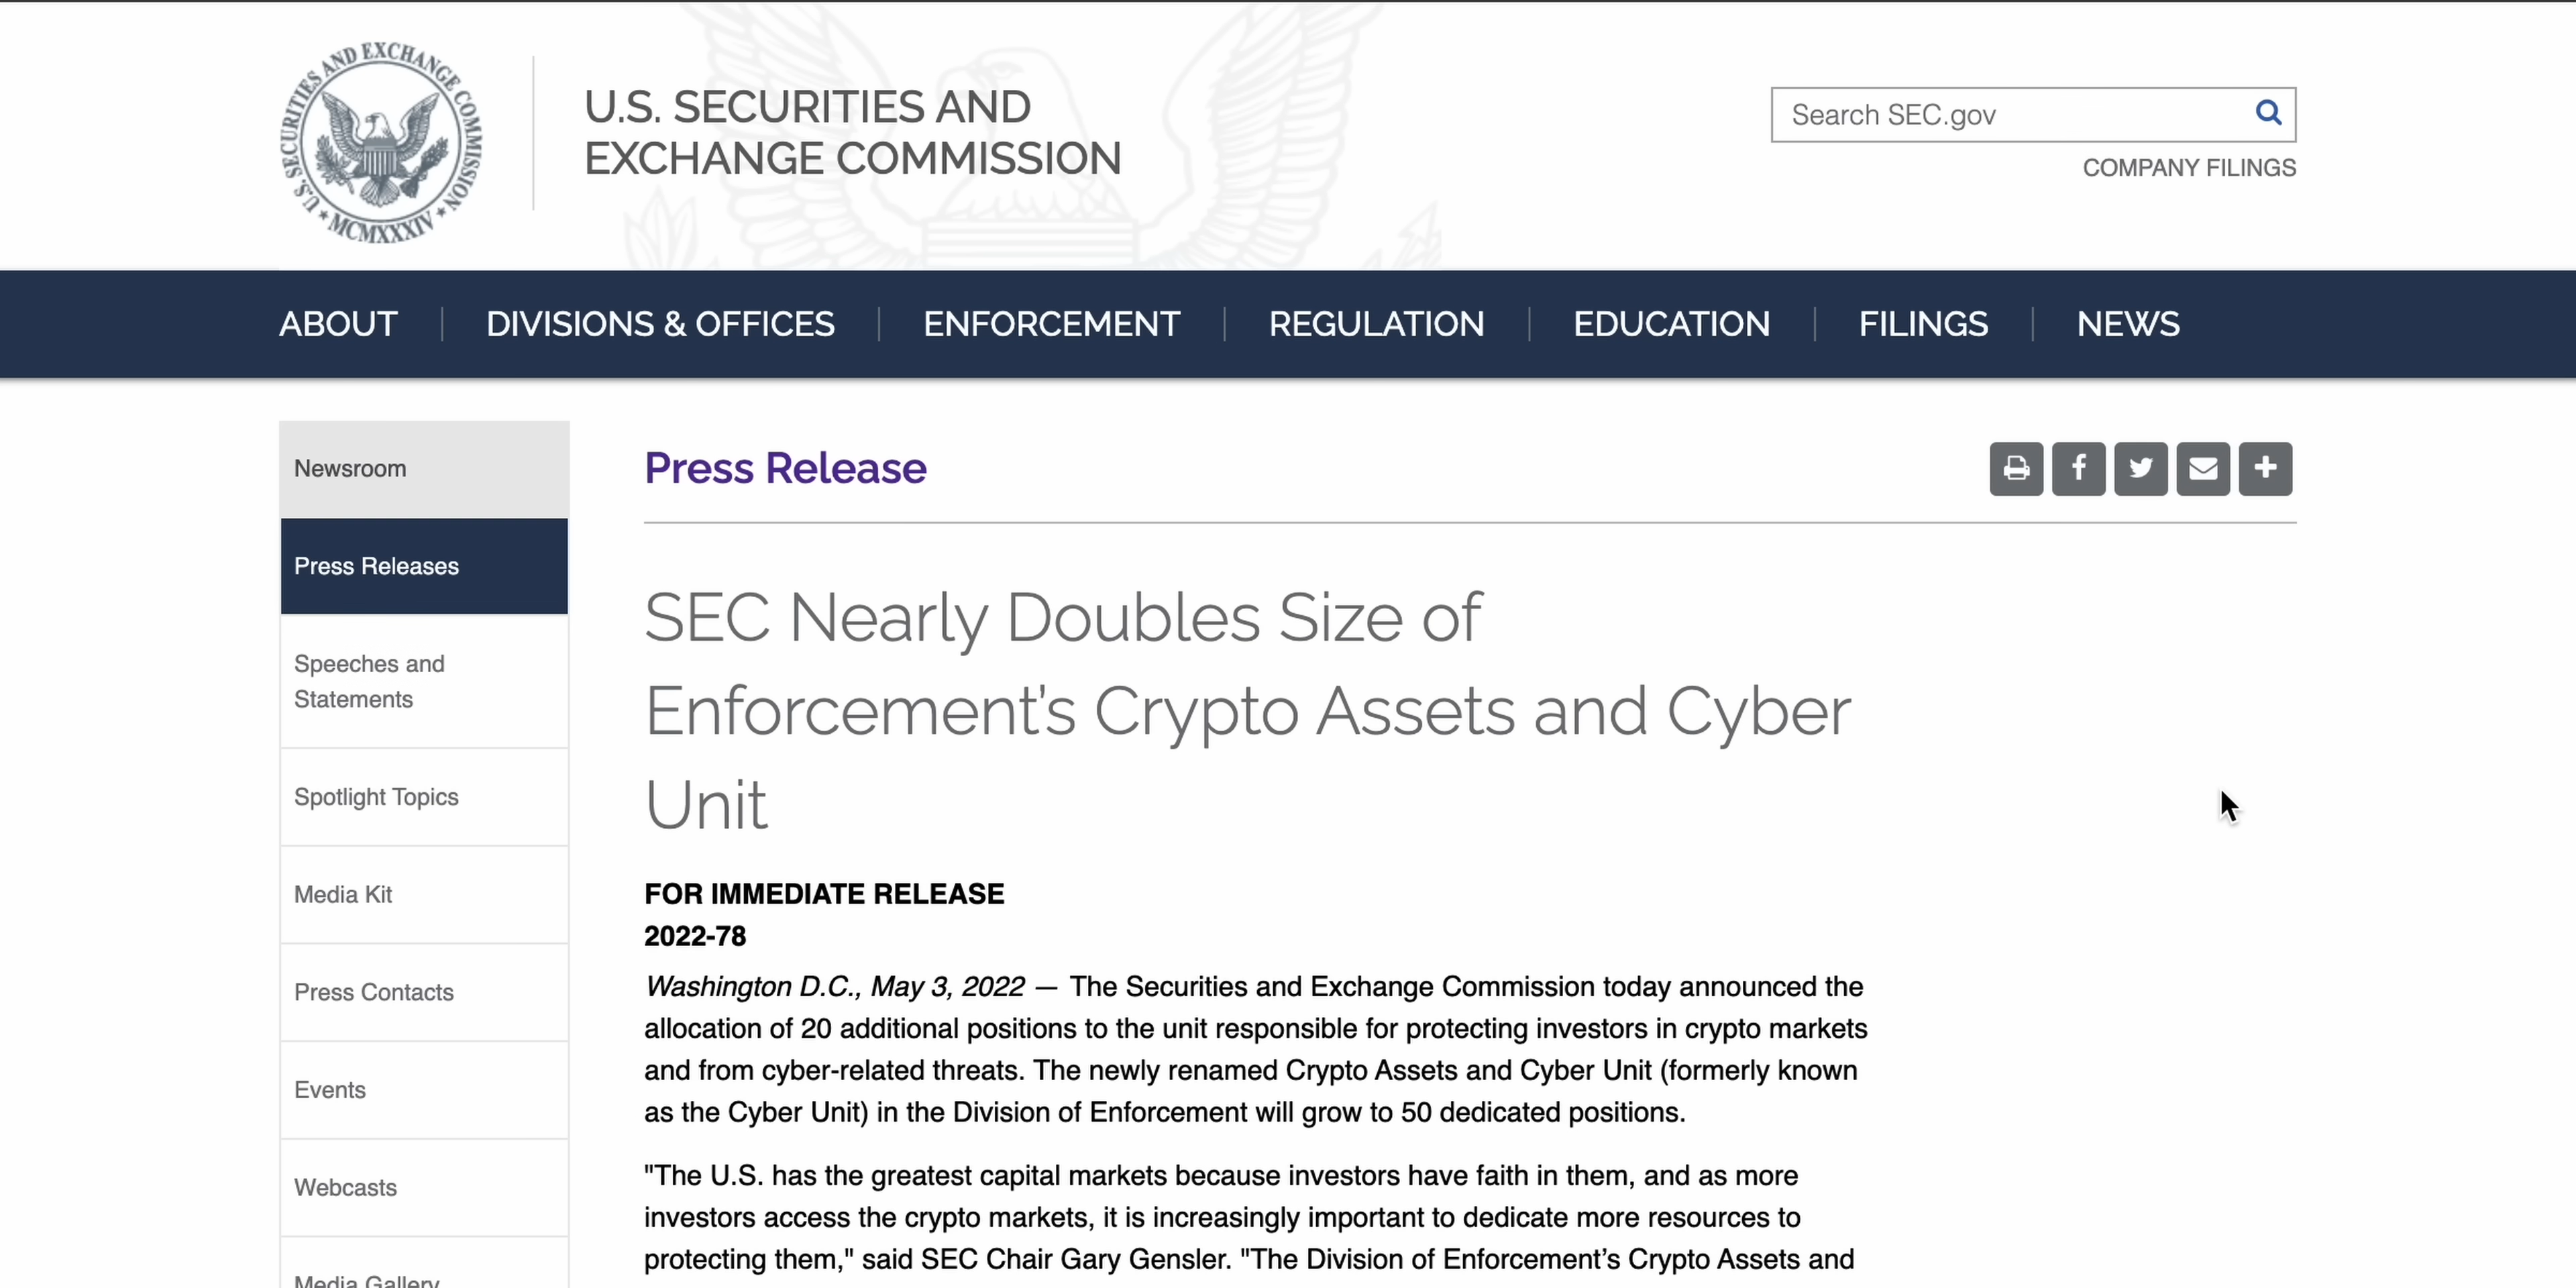 U.S. SECURITIES AND EXCHANGE COMMISSION
MCMXXXIV
U.S. SECURITIES AND
EXCHANGE COMMISSION
Search SEC.gov
COMPANY FILINGS
ABOUT
DIVISIONS & OFFICES
ENFORCEMENT
REGULATION
EDUCATION
FILINGS
NEWS
Newsroom
Press Releases
Speeches and
Statements
Spotlight Topics
Media Kit
Press Contacts
Events
Webcasts
Media Gallery
Press Release
SEC Nearly Doubles Size of
Enforcement’s Crypto Assets and Cyber
Unit
FOR IMMEDIATE RELEASE
2022-78
Washington D.C., May 3, 2022 — The Securities and Exchange Commission today announced the
allocation of 20 additional positions to the unit responsible for protecting investors in crypto markets
and from cyber-related threats. The newly renamed Crypto Assets and Cyber Unit (formerly known
as the Cyber Unit) in the Division of Enforcement will grow to 50 dedicated positions.
"The U.S. has the greatest capital markets because investors have faith in them, and as more
investors access the crypto markets, it is increasingly important to dedicate more resources to
protecting them," said SEC Chair Gary Gensler. "The Division of Enforcement’s Crypto Assets and